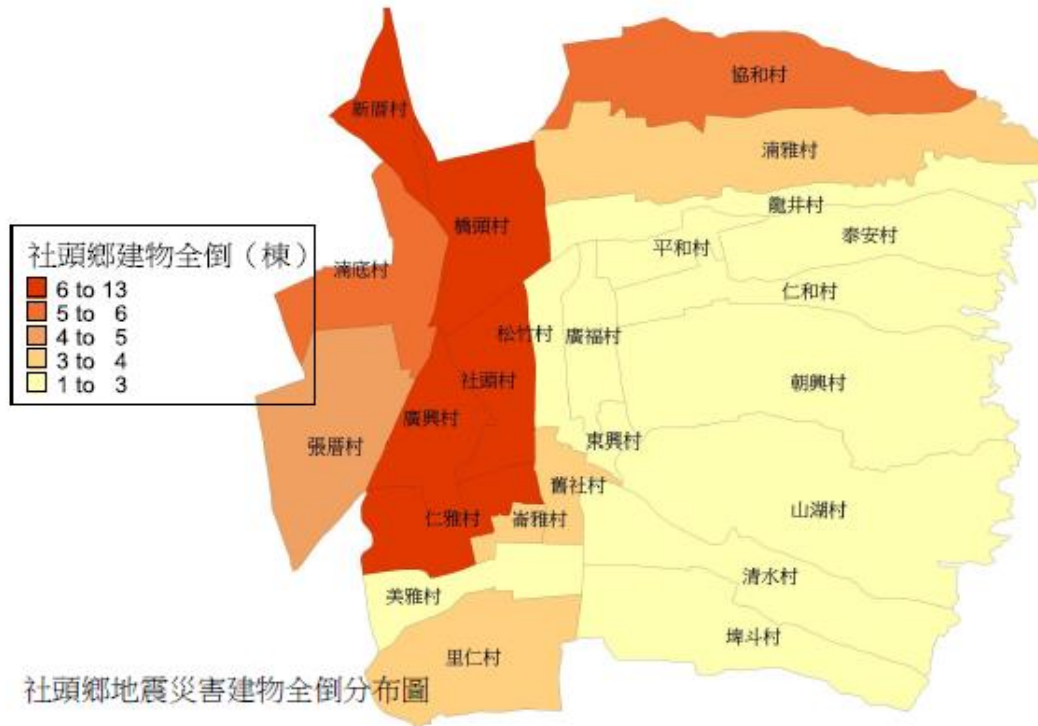 協和村
新厝村
湳雅村
龍井村
橋頭村
泰安村
平和村
社頭鄉建物全倒（棟）
湳底村
仁和村
6 to 13
5 to 6
4 to 5
3 to 4
1 to 3
松竹村
廣福村
社頭村
朝興村
廣興村
張厝村
東興村
舊社村
山湖村
仁雅村
崙雅村
清水村
美雅村
埤斗村
里仁村
社頭鄉地震災害建物全倒分布圖